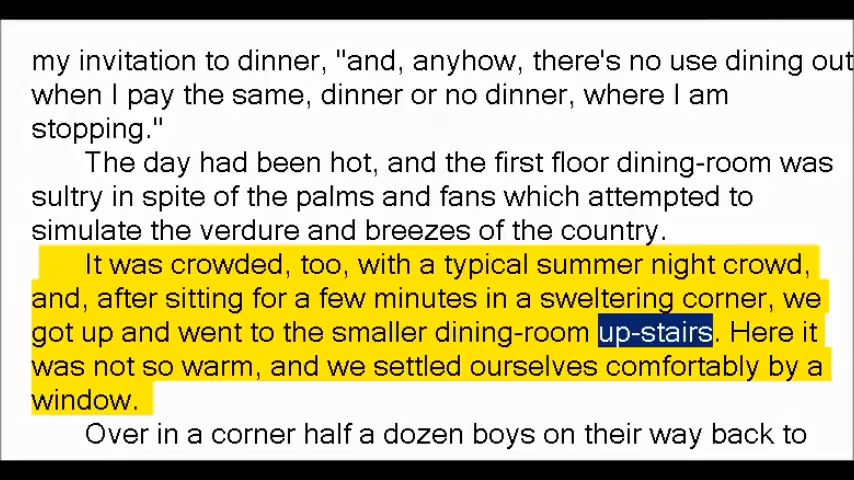 my invitation to dinner, "and, anyhow, there's no use dining out
when I pay the same, dinner or no dinner, where I am
stopping."
The day had been hot, and the first floor dining-room was
sultry in spite of the palms and fans which attempted to
simulate the verdure and breezes of the country.
It was crowded, too, with a typical summer night crowd,
and, after sitting for a few minutes in a sweltering corner, we
got up and went to the smaller dining-room up-stairs. Here it
was not so warm, and we settled ourselves comfortably by a
window.
Over in a corner half a dozen boys on their way back to